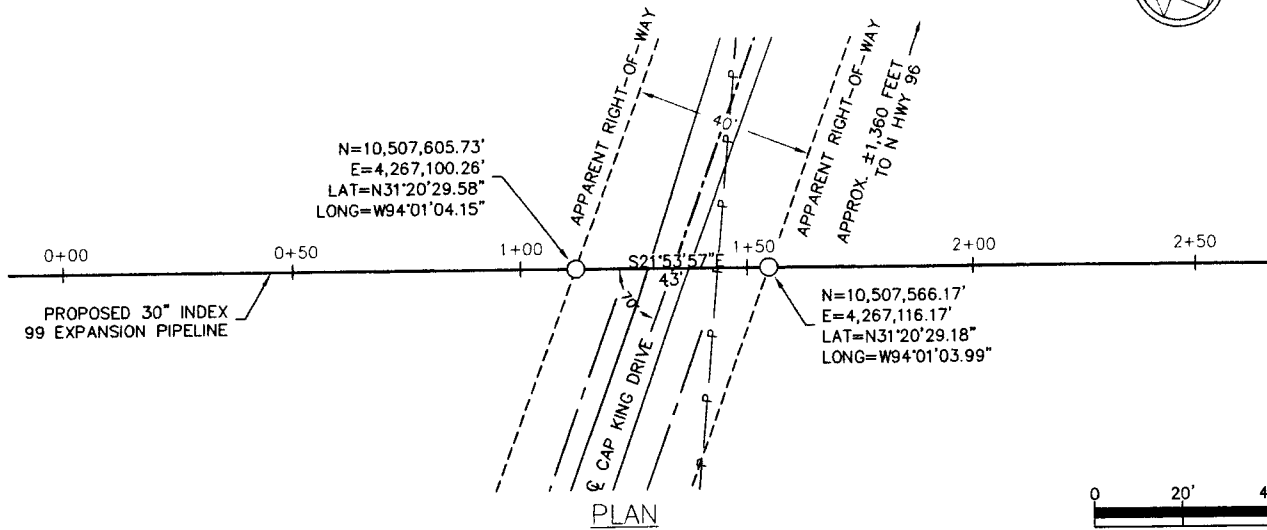 APPARENT RIGHT-OF-WAY
40'
APPARENT RIGHT-OF-WAY
APPROX. ±1,360 FEET
TO N HWY 96
N=10,507,605.73'
E=4,267,100.26'
LAT=N31°20'29.58"
LONG=W94°01'04.15"
0+00
0+50
1+00
1+50
2+00
2+50
S21°53'57"E
43'
70°
PROPOSED 30" INDEX
99 EXPANSION PIPELINE
N=10,507,566.17'
E=4,267,116.17'
LAT=N31°20'29.18"
LONG=W94°01'03.99"
℄ CAP KING DRIVE
P
P
P
P
P
P
PLAN
0 20'